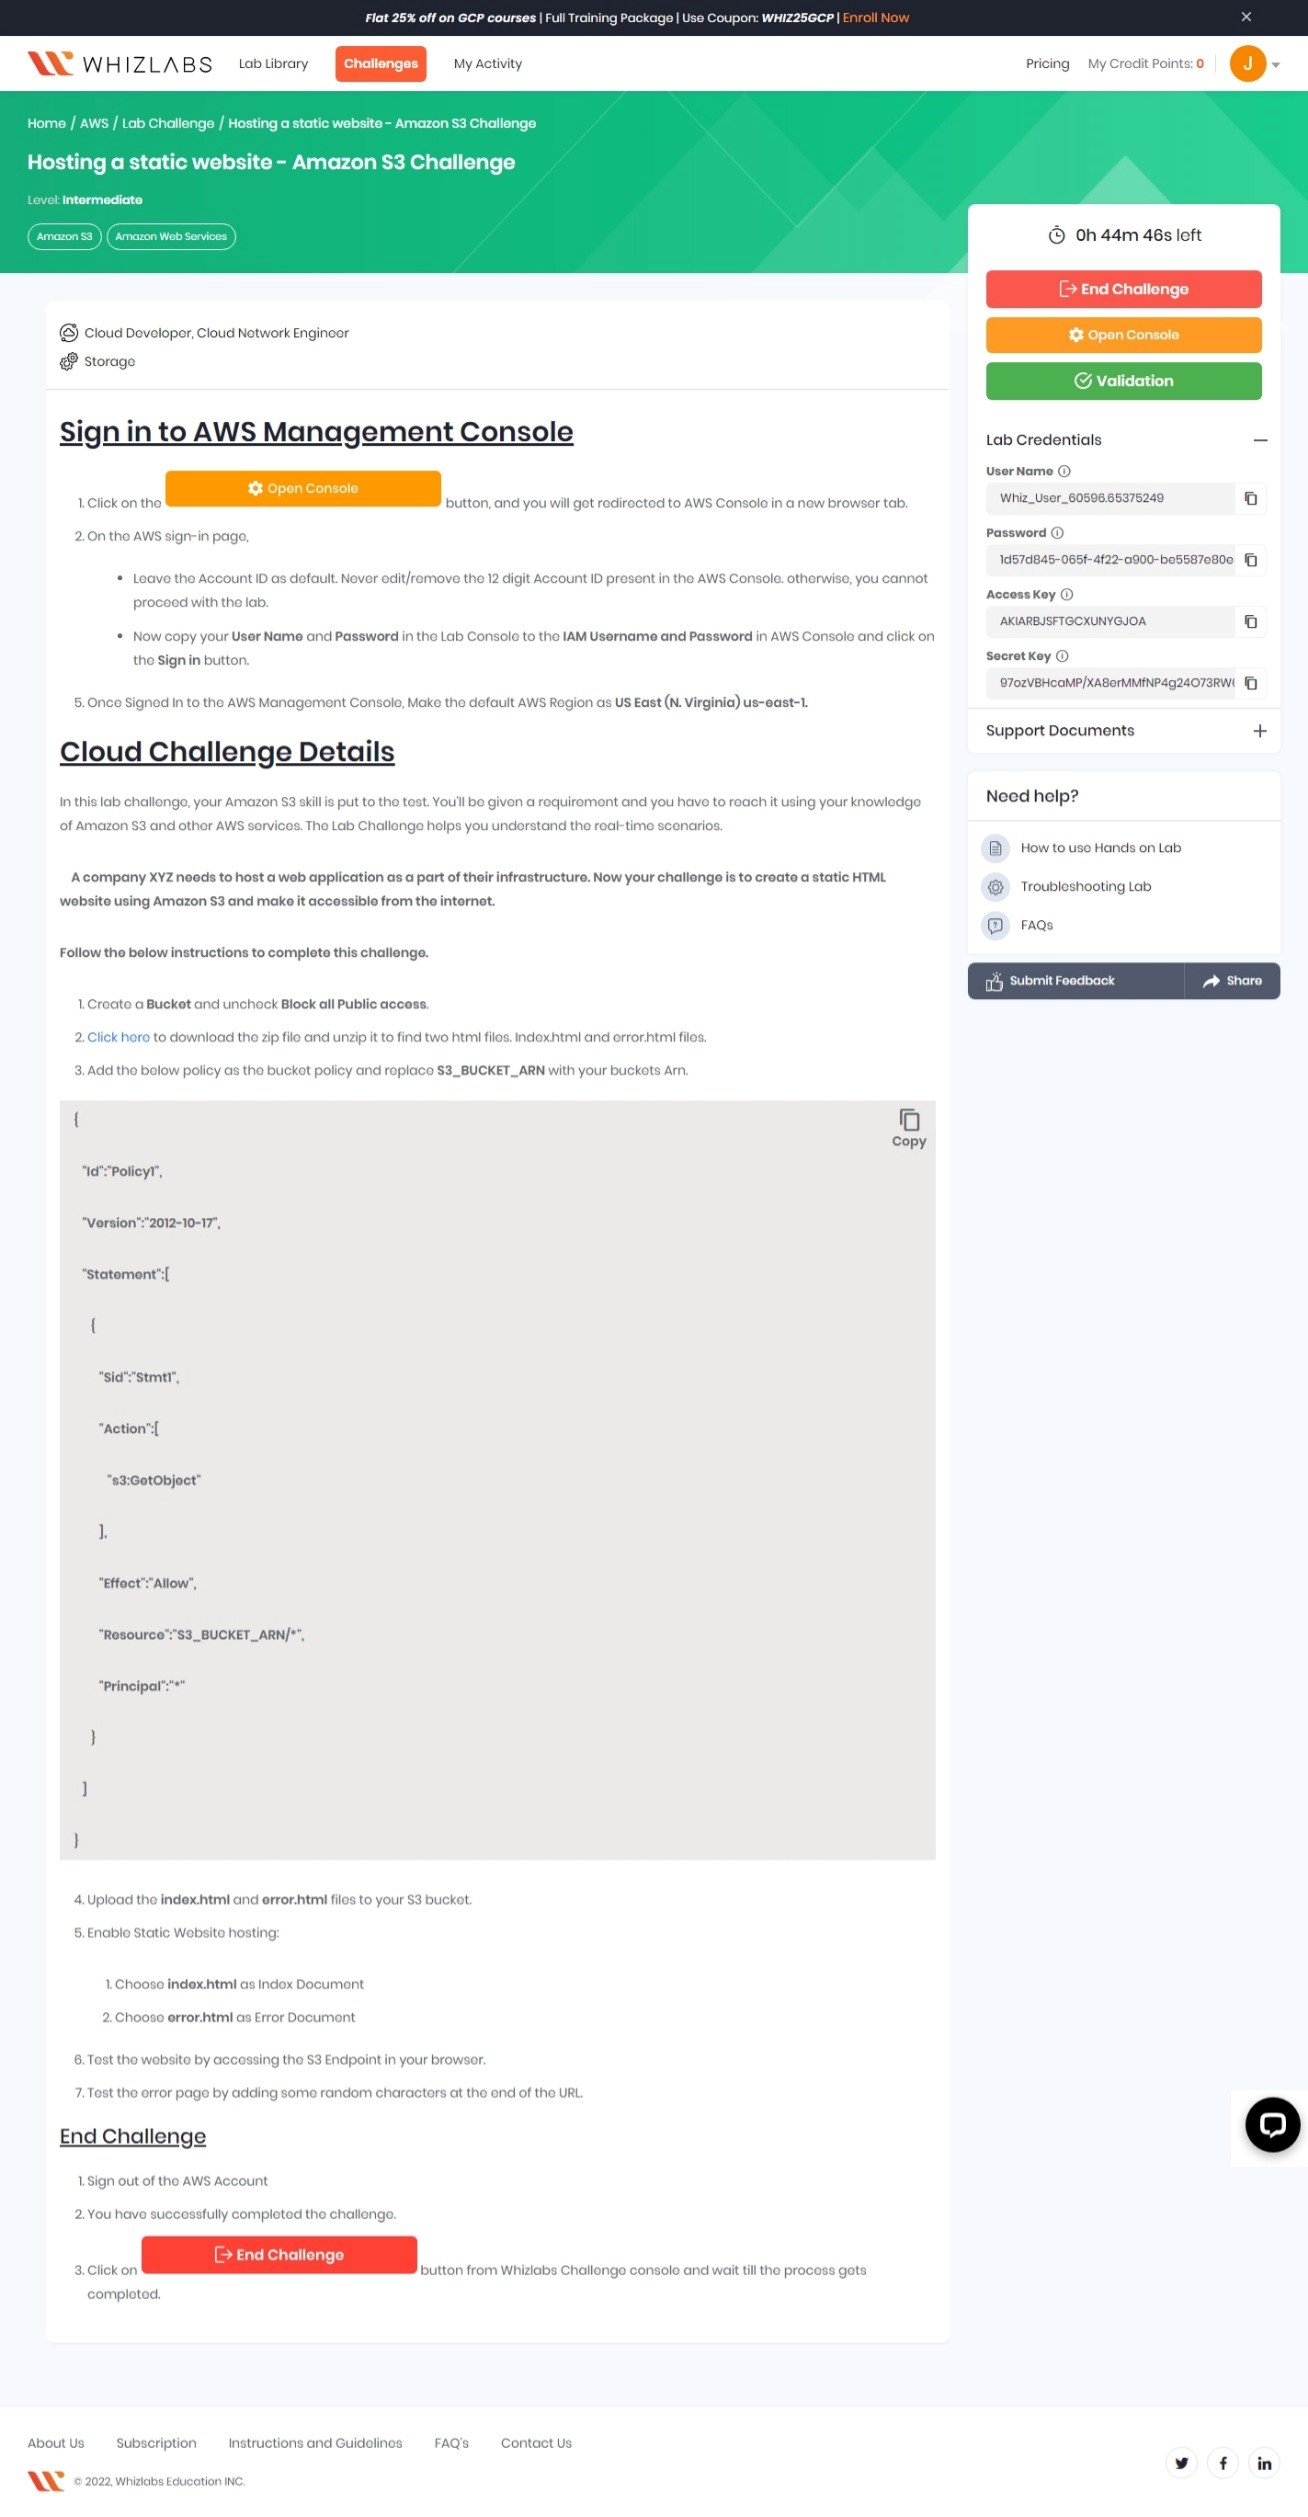 Flat 25% off on GCP courses | Full Training Package | Use Coupon: WHIZ25GCP | Enroll Now
WHIZLABS
Lab Library
Challenges
My Activity
Pricing
My Credit Points: 0
J
Home / AWS / Lab Challenge / Hosting a static website - Amazon S3 Challenge
Hosting a static website - Amazon S3 Challenge
Level: Intermediate
Amazon S3
Amazon Web Services
0h 44m 46s left
End Challenge
Open Console
Validation
Lab Credentials
User Name
Whiz_User_60596.65375249
Password
1d57d845-065f-4f22-a900-be5587e80e
Access Key
AKIARBJSFTGCXUNYGJOA
Secret Key
Support Documents
Need help?
How to use Hands on Lab
Troubleshooting Lab
FAQs
Submit Feedback
Share
Cloud Developer, Cloud Network Engineer
Storage
Sign in to AWS Management Console
1. Click on the Open Console button, and you will get redirected to AWS Console in a new browser tab.
2. On the AWS sign-in page,
Leave the Account ID as default. Never edit/remove the 12 digit Account ID present in the AWS Console. otherwise, you cannot
proceed with the lab.
Now copy your User Name and Password in the Lab Console to the IAM Username and Password in AWS Console and click on
the Sign in button.
5. Once Signed In to the AWS Management Console, Make the default AWS Region as US East (N. Virginia) us-east-1.
Cloud Challenge Details
In this lab challenge, your Amazon S3 skill is put to the test. You'll be given a requirement and you have to reach it using your knowledge
of Amazon S3 and other AWS services. The Lab Challenge helps you understand the real-time scenarios.
A company XYZ needs to host a web application as a part of their infrastructure. Now your challenge is to create a static HTML
website using Amazon S3 and make it accessible from the internet.
Follow the below instructions to complete this challenge.
1. Create a Bucket and uncheck Block all Public access.
2. Click here to download the zip file and unzip it to find two html files. Index.html and error.html files.
3. Add the below policy as the bucket policy and replace S3_BUCKET_ARN with your buckets Arn.
Copy
{
"Id":"Policy1",
"Version":"2012-10-17",
"Statement":[
{
"Sid":"Stmt1",
"Action":[
"s3:GetObject"
],
"Effect":"Allow",
"Resource":"S3_BUCKET_ARN/*",
"Principal":"*"
}
]
}
4. Upload the index.html and error.html files to your S3 bucket.
5. Enable Static Website hosting:
1. Choose index.html as Index Document
2. Choose error.html as Error Document
6. Test the website by accessing the S3 Endpoint in your browser.
7. Test the error page by adding some random characters at the end of the URL.
End Challenge
1. Sign out of the AWS Account
2. You have successfully completed the challenge.
3. Click on End Challenge button from Whizlabs Challenge console and wait till the process gets
completed.
About Us
Subscription
Instructions and Guidelines
FAQ's
Contact Us
© 2022, Whizlabs Education INC.